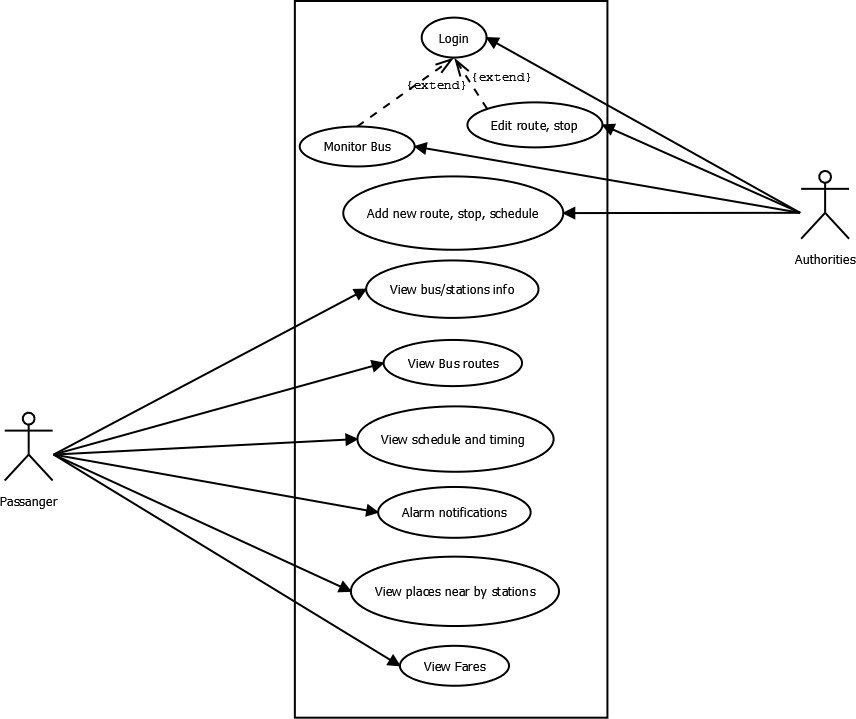 Login
{extend}
{extend}
Edit route, stop
Monitor Bus
Add new route, stop, schedule
Authorities
View bus/stations info
View Bus routes
View schedule and timing
Passanger
Alarm notifications
View places near by stations
View Fares